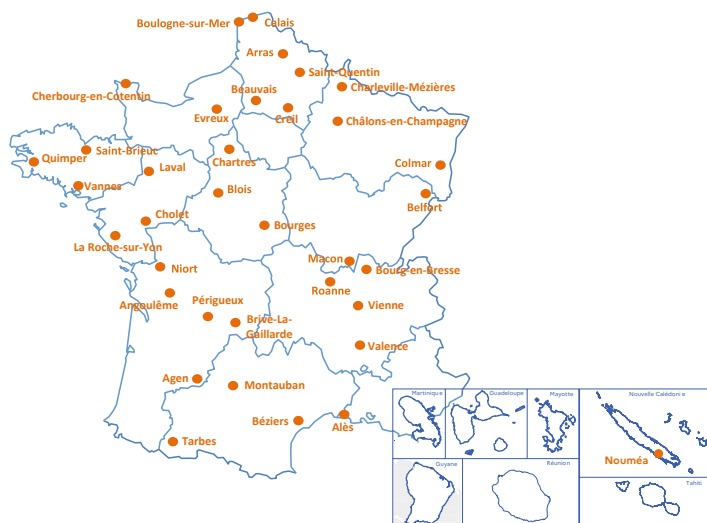 Calais
Boulogne-sur-Mer
Arras
Saint-Quentin
Charleville-Mézières
Beauvais
Cherbourg-en-Cotentin
Evreux
Creil
Châlons-en-Champagne
Saint-Brieuc
Chartres
Quimper
Laval
Colmar
Vannes
Blois
Belfort
Cholet
Bourges
La Roche-sur-Yon
Macon
Niort
Bourg-en-Bresse
Roanne
Angoulême
Périgueux
Vienne
Brive-La-
Gaillarde
Valence
Agen
Montauban
Martinique
Guadeloupe
Mayotte
Nouvelle Calédonie
Béziers
Alès
Tarbes
Nouméa
Guyane
Réunion
Tahiti